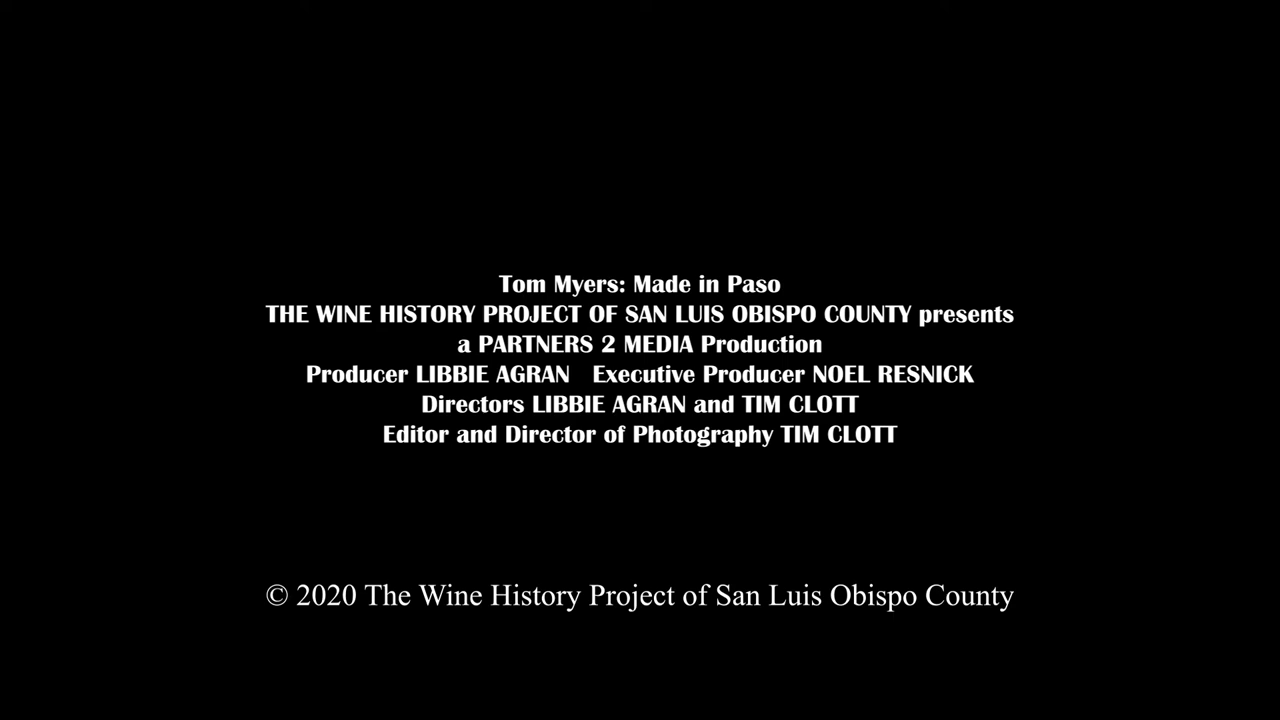 Tom Myers: Made in Paso
THE WINE HISTORY PROJECT OF SAN LUIS OBISPO COUNTY presents
a PARTNERS 2 MEDIA Production
Producer LIBBIE AGRAN Executive Producer NOEL RESNICK
Directors LIBBIE AGRAN and TIM CLOTT
Editor and Director of Photography TIM CLOTT
© 2020 The Wine History Project of San Luis Obispo County